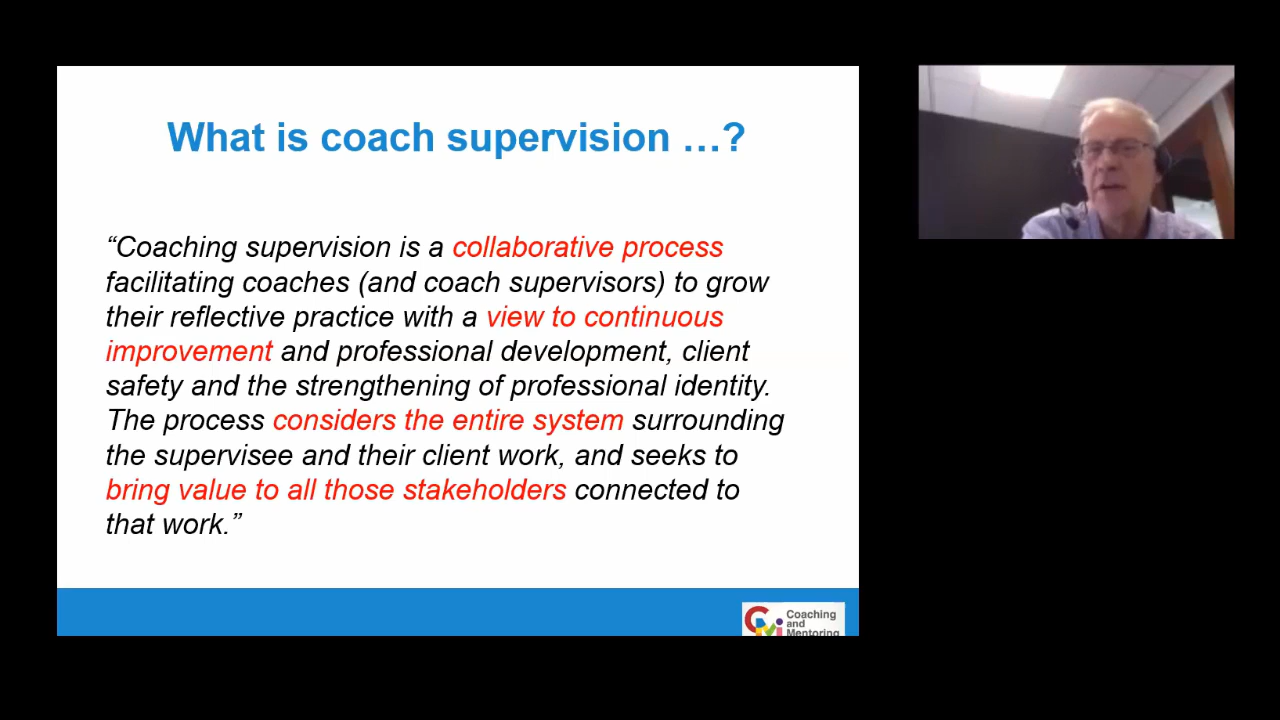 What is coach supervision …?
“Coaching supervision is a collaborative process
facilitating coaches (and coach supervisors) to grow
their reflective practice with a view to continuous
improvement and professional development, client
safety and the strengthening of professional identity.
The process considers the entire system surrounding
the supervisee and their client work, and seeks to
bring value to all those stakeholders connected to
that work.”
Coaching
and
Mentoring